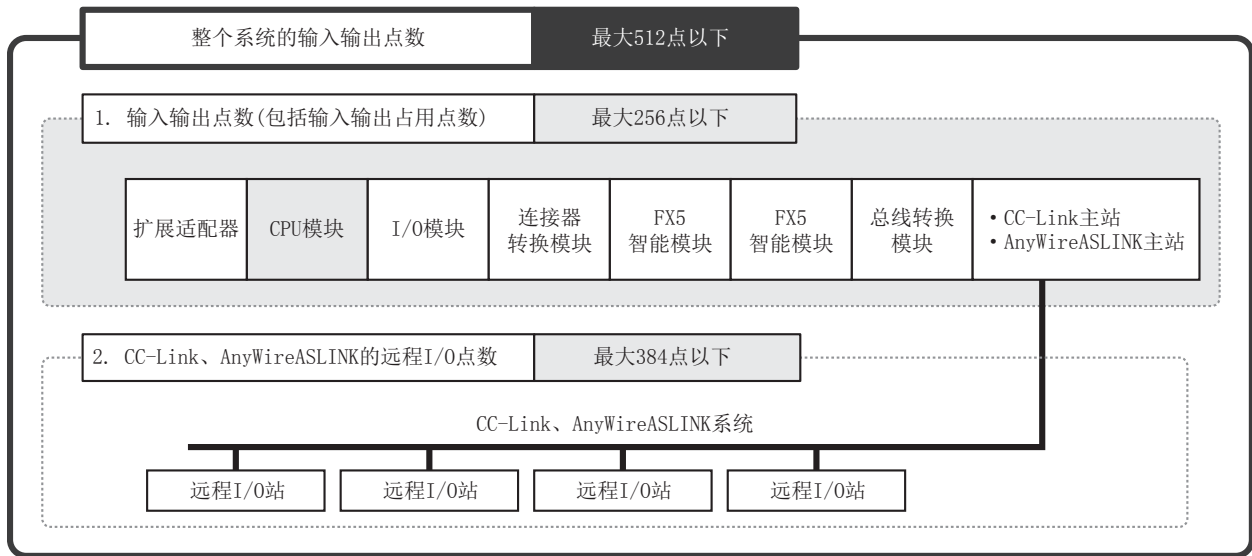 整个系统的输入输出点数 最大512点以下
1. 输入输出点数(包括输入输出占用点数) 最大256点以下
扩展适配器
CPU模块
I/O模块
连接器
转换模块
FX5
智能模块
FX5
智能模块
总线转换
模块
•CC-Link主站
•AnyWireASLINK主站
2. CC-Link、AnyWireASLINK的远程I/O点数 最大384点以下
CC-Link、AnyWireASLINK系统
远程I/O站 远程I/O站 远程I/O站 远程I/O站